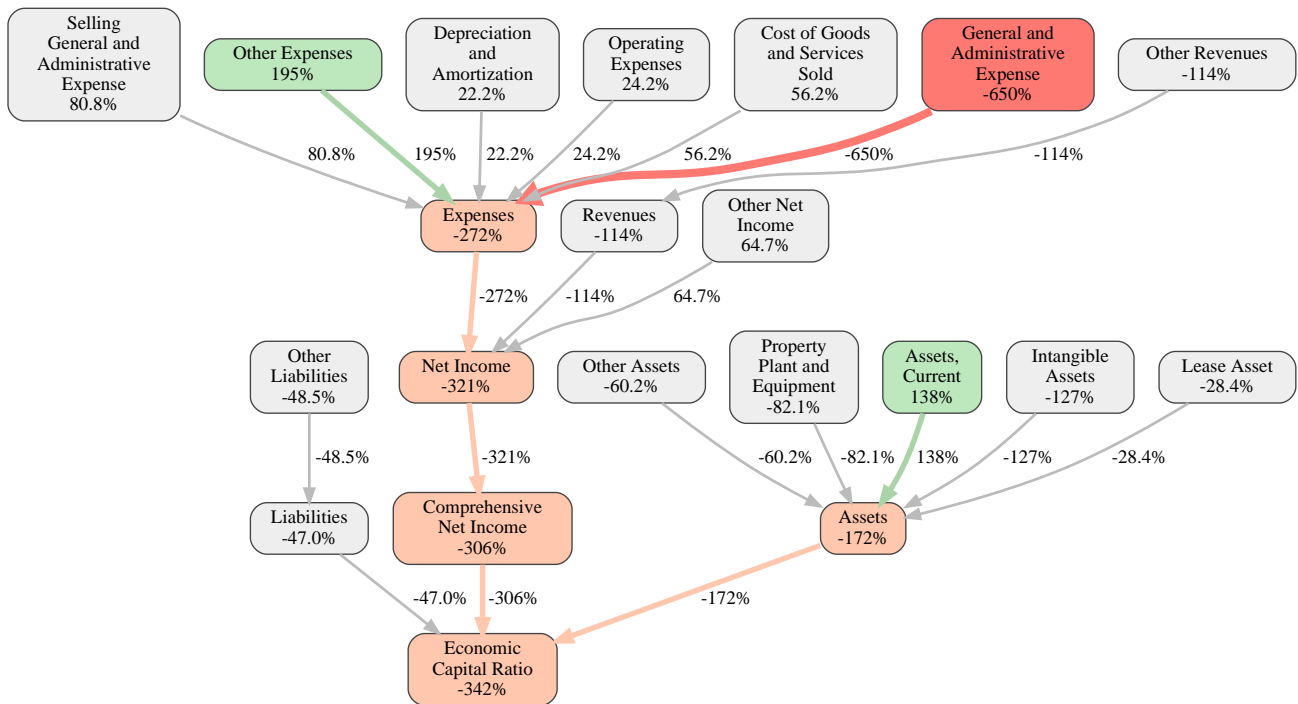 Selling
General and
Administrative
Expense
80.8%
Other Expenses
195%
Depreciation
and
Amortization
22.2%
Operating
Expenses
24.2%
Cost of Goods
and Services
Sold
56.2%
General and
Administrative
Expense
-650%
Other Revenues
-114%
80.8%
195%
22.2%
24.2%
56.2%
-650%
-114%
Expenses
-272%
Revenues
-114%
Other Net
Income
64.7%
-272%
-114%
64.7%
Other
Liabilities
-48.5%
Net Income
-321%
Other Assets
-60.2%
Property
Plant and
Equipment
-82.1%
Assets,
Current
138%
Intangible
Assets
-127%
Lease Asset
-28.4%
-48.5%
-321%
-60.2%
-82.1%
138%
-127%
-28.4%
Liabilities
-47.0%
Comprehensive
Net Income
-306%
Assets
-172%
-47.0%
-306%
-172%
Economic
Capital Ratio
-342%